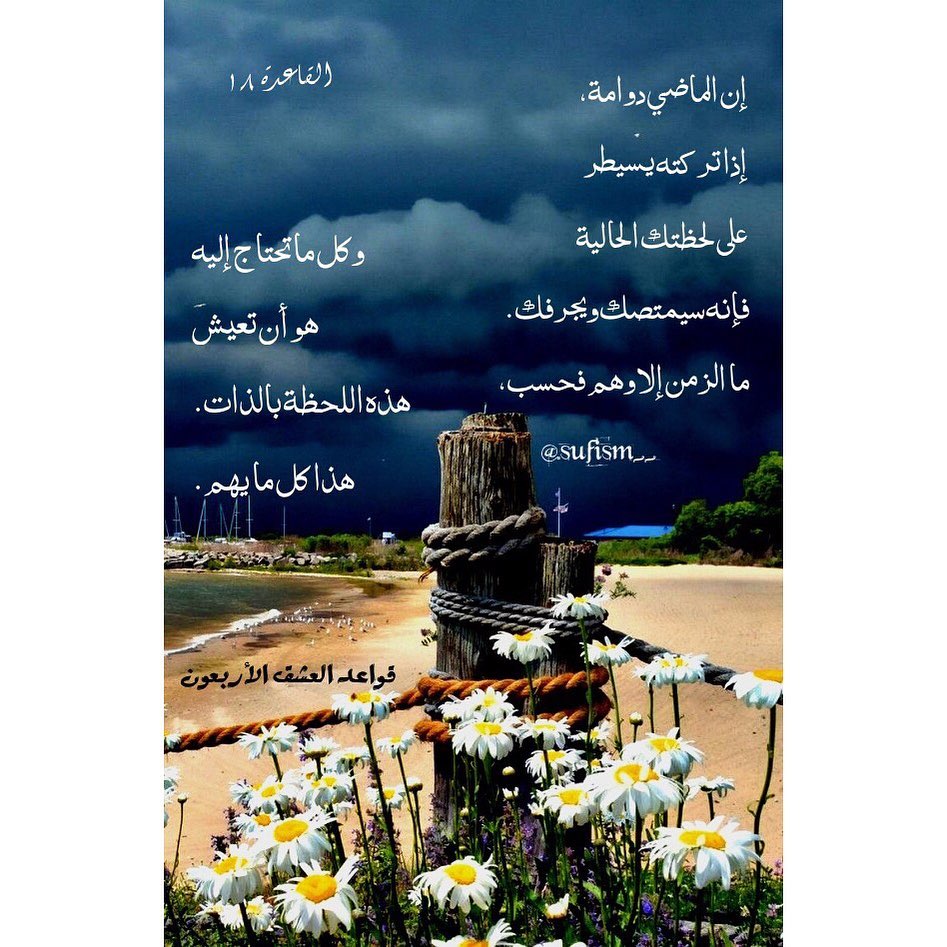 القاعدة ١٨
إن الماضي دوامة،
إذا تركته يسيطر
على لحظتك الحالية
فإنه سيمتصك ويجرفك.
ما الزمن إلا وهم فحسب،
وكل ما تحتاج إليه
هو أن تعيش
هذه اللحظة بالذات.
هذا كل ما يهم.
@sufism__
قواعد العشق الأربعون